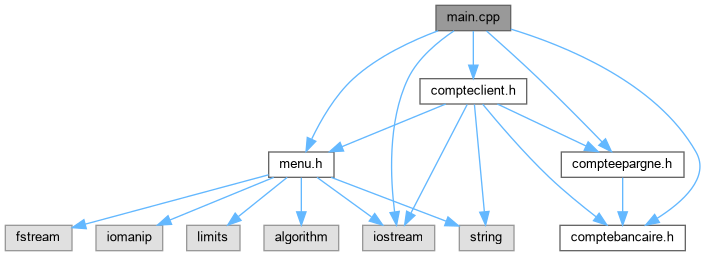 main.cpp
compteclient.h
menu.h
compteepargne.h
fstream
iomanip
limits
algorithm
iostream
string
comptebancaire.h